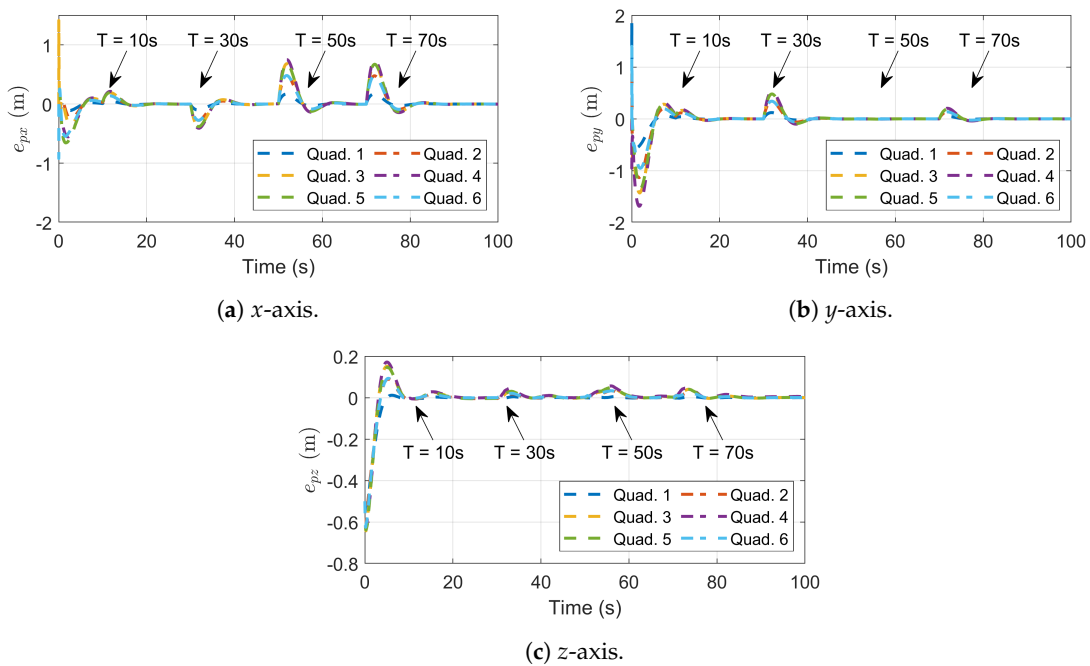 1
0
-1
-2
e_px (m)
T = 10s T = 30s T = 50s T = 70s
Quad. 1 Quad. 2
Quad. 3 Quad. 4
Quad. 5 Quad. 6
0 20 40 60 80 100
Time (s)
(a) x-axis.
2
1
0
-1
-2
e_py (m)
T = 10s T = 30s T = 50s T = 70s
Quad. 1 Quad. 2
Quad. 3 Quad. 4
Quad. 5 Quad. 6
0 20 40 60 80 100
Time (s)
(b) y-axis.
0.2
0
-0.2
-0.4
-0.6
-0.8
e_pz (m)
T = 10s T = 30s T = 50s T = 70s
Quad. 1 Quad. 2
Quad. 3 Quad. 4
Quad. 5 Quad. 6
0 20 40 60 80 100
Time (s)
(c) z-axis.